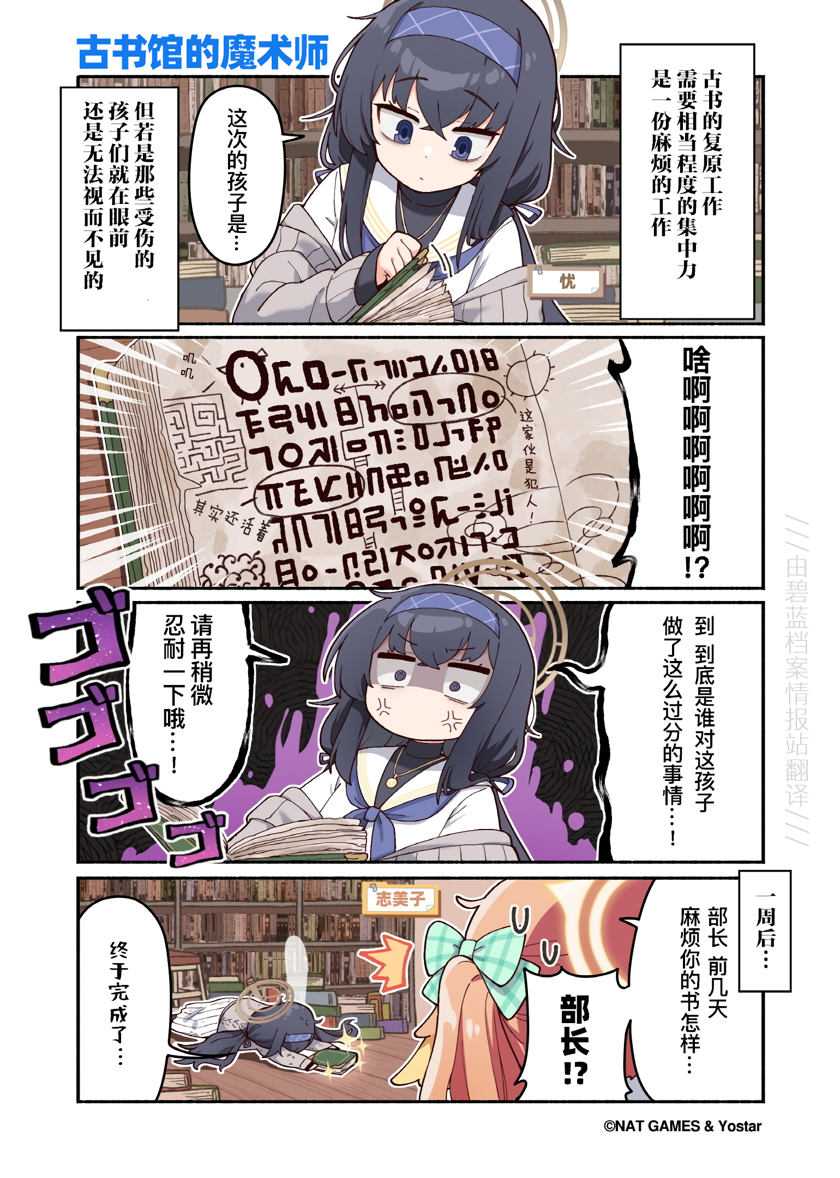 古书馆的魔术师
古书的复原工作
需要相当程度的集中力
是一份麻烦的工作
这次的孩子是…
忧
但若是那些受伤的
孩子们就在眼前
还是无法视而不见的
啥啊啊啊啊啊啊!?
叽
叽
这家伙是犯人!
其实还活着
到 到底是谁对这孩子
做了这么过分的事情…!
请再稍微
忍耐一下哦…!
ゴゴゴゴ
一周后…
部长 前几天
麻烦你的书怎样…
部长!?
志美子
终于完成了…
///由碧蓝档案情报站翻译///
©NAT GAMES & Yostar